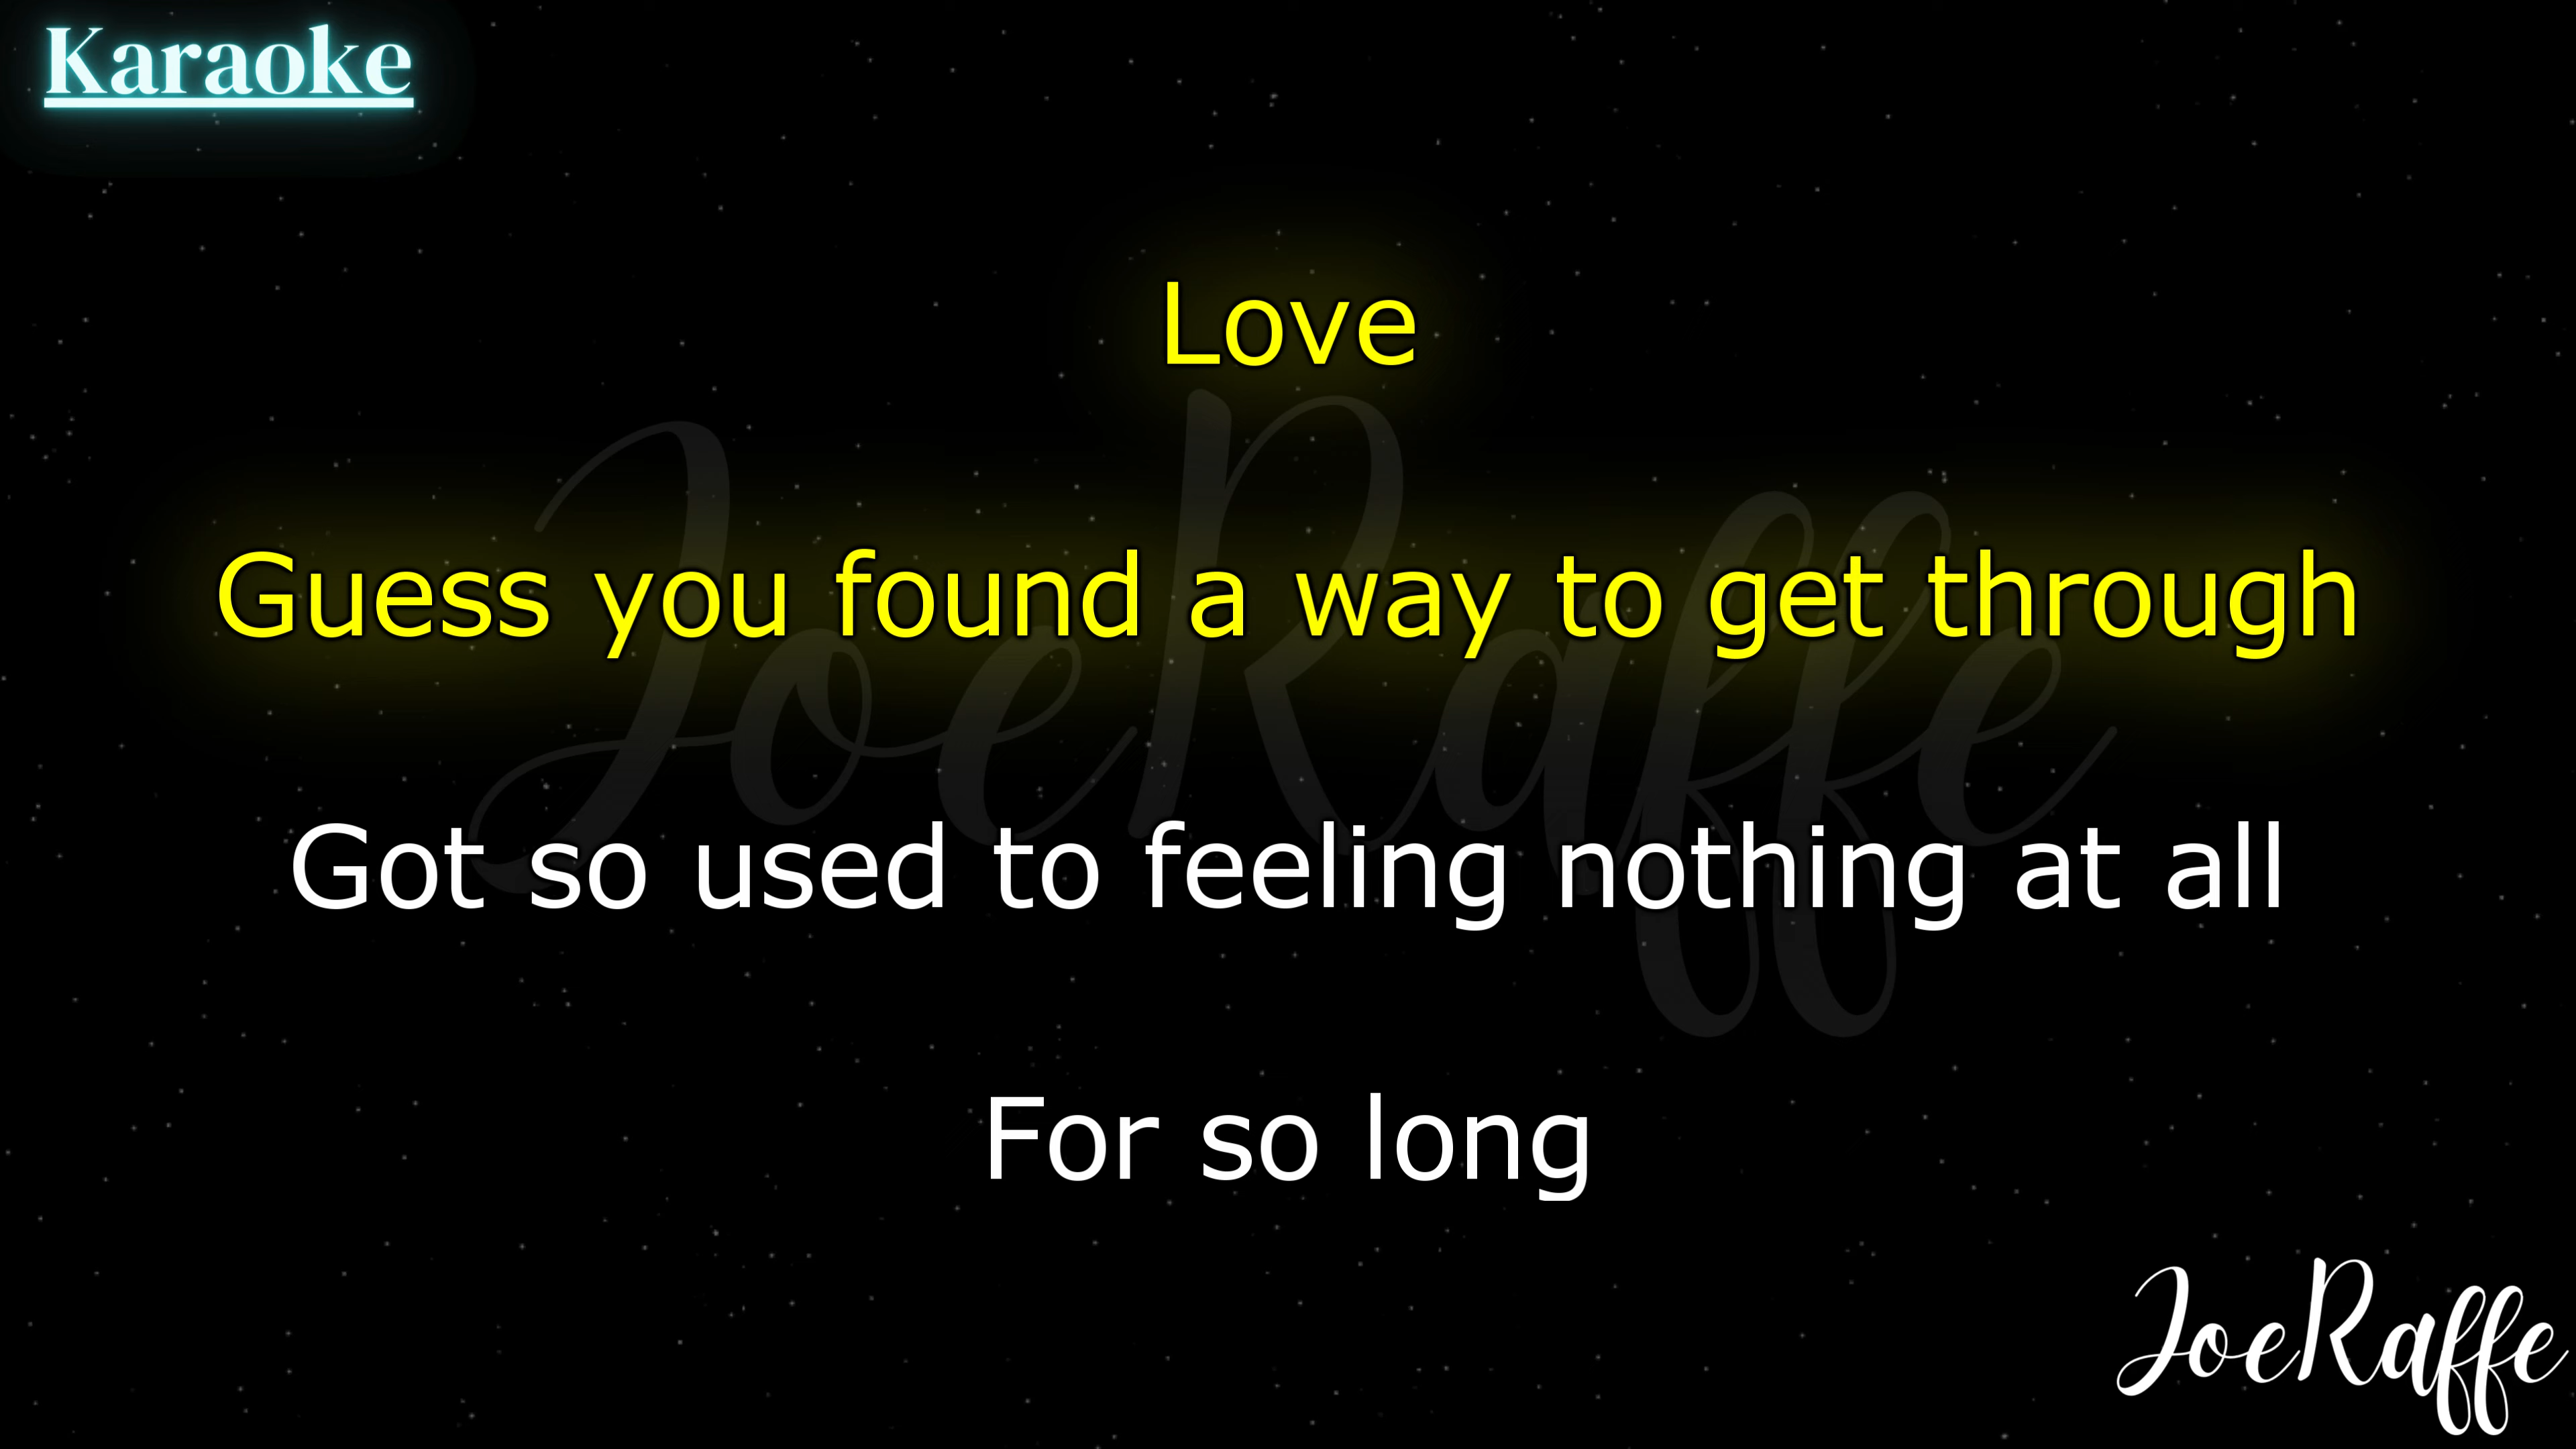 Karaoke
Love
Guess you found a way to get through
Got so used to feeling nothing at all
For so long
JoeRaffe
JoeRaffe